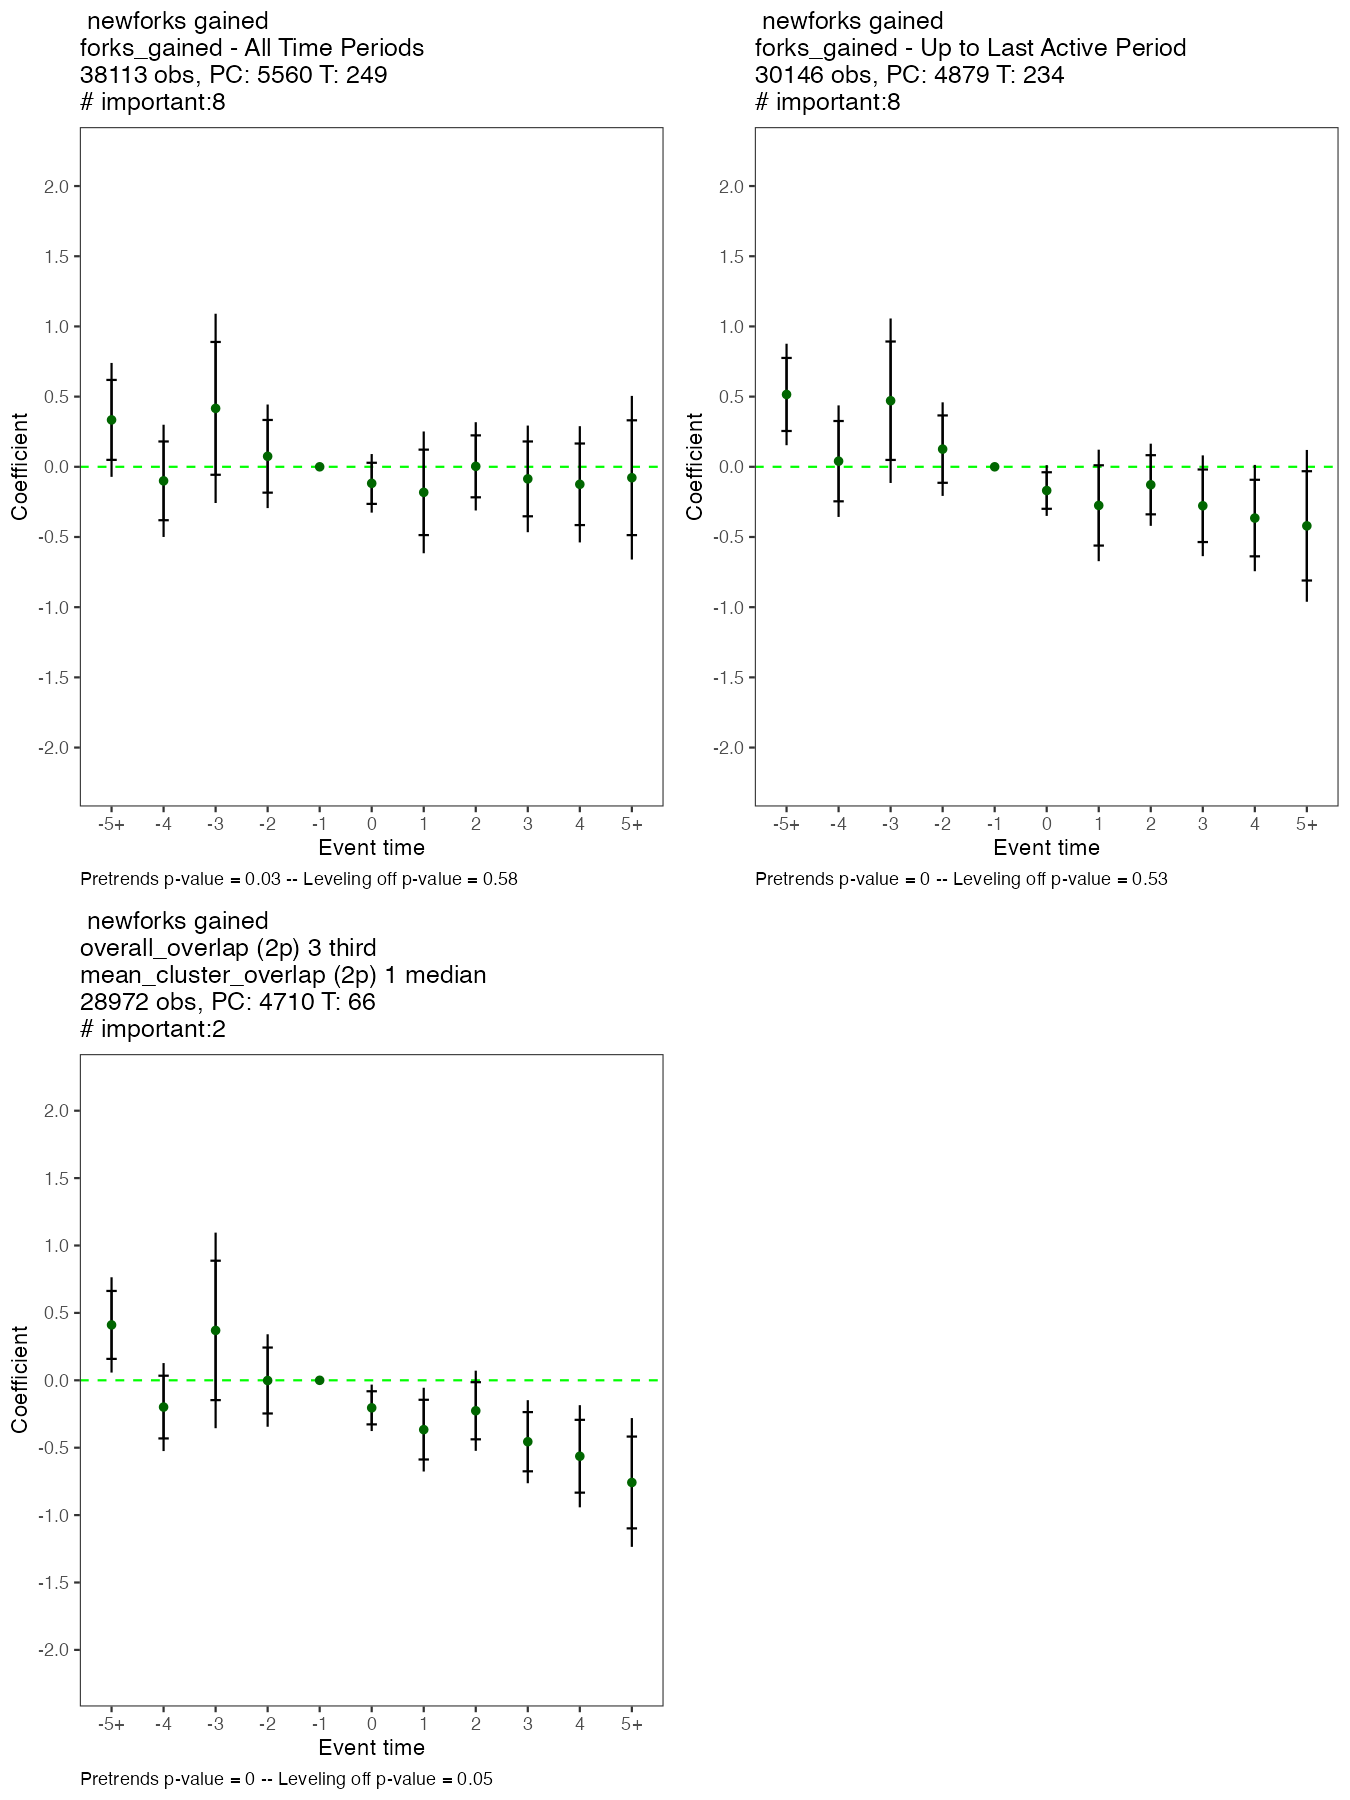 newforks gained
forks_gained - All Time Periods
38113 obs, PC: 5560 T: 249
# important:8
Coefficient
2.0
1.5
1.0
0.5
0.0
-0.5
-1.0
-1.5
-2.0
-5+ -4 -3 -2 -1 0 1 2 3 4 5+
Event time
Pretrends p-value = 0.03 -- Leveling off p-value = 0.58
newforks gained
forks_gained - Up to Last Active Period
30146 obs, PC: 4879 T: 234
# important:8
Coefficient
2.0
1.5
1.0
0.5
0.0
-0.5
-1.0
-1.5
-2.0
-5+ -4 -3 -2 -1 0 1 2 3 4 5+
Event time
Pretrends p-value = 0 -- Leveling off p-value = 0.53
newforks gained
overall_overlap (2p) 3 third
mean_cluster_overlap (2p) 1 median
28972 obs, PC: 4710 T: 66
# important:2
Coefficient
2.0
1.5
1.0
0.5
0.0
-0.5
-1.0
-1.5
-2.0
-5+ -4 -3 -2 -1 0 1 2 3 4 5+
Event time
Pretrends p-value = 0 -- Leveling off p-value = 0.05